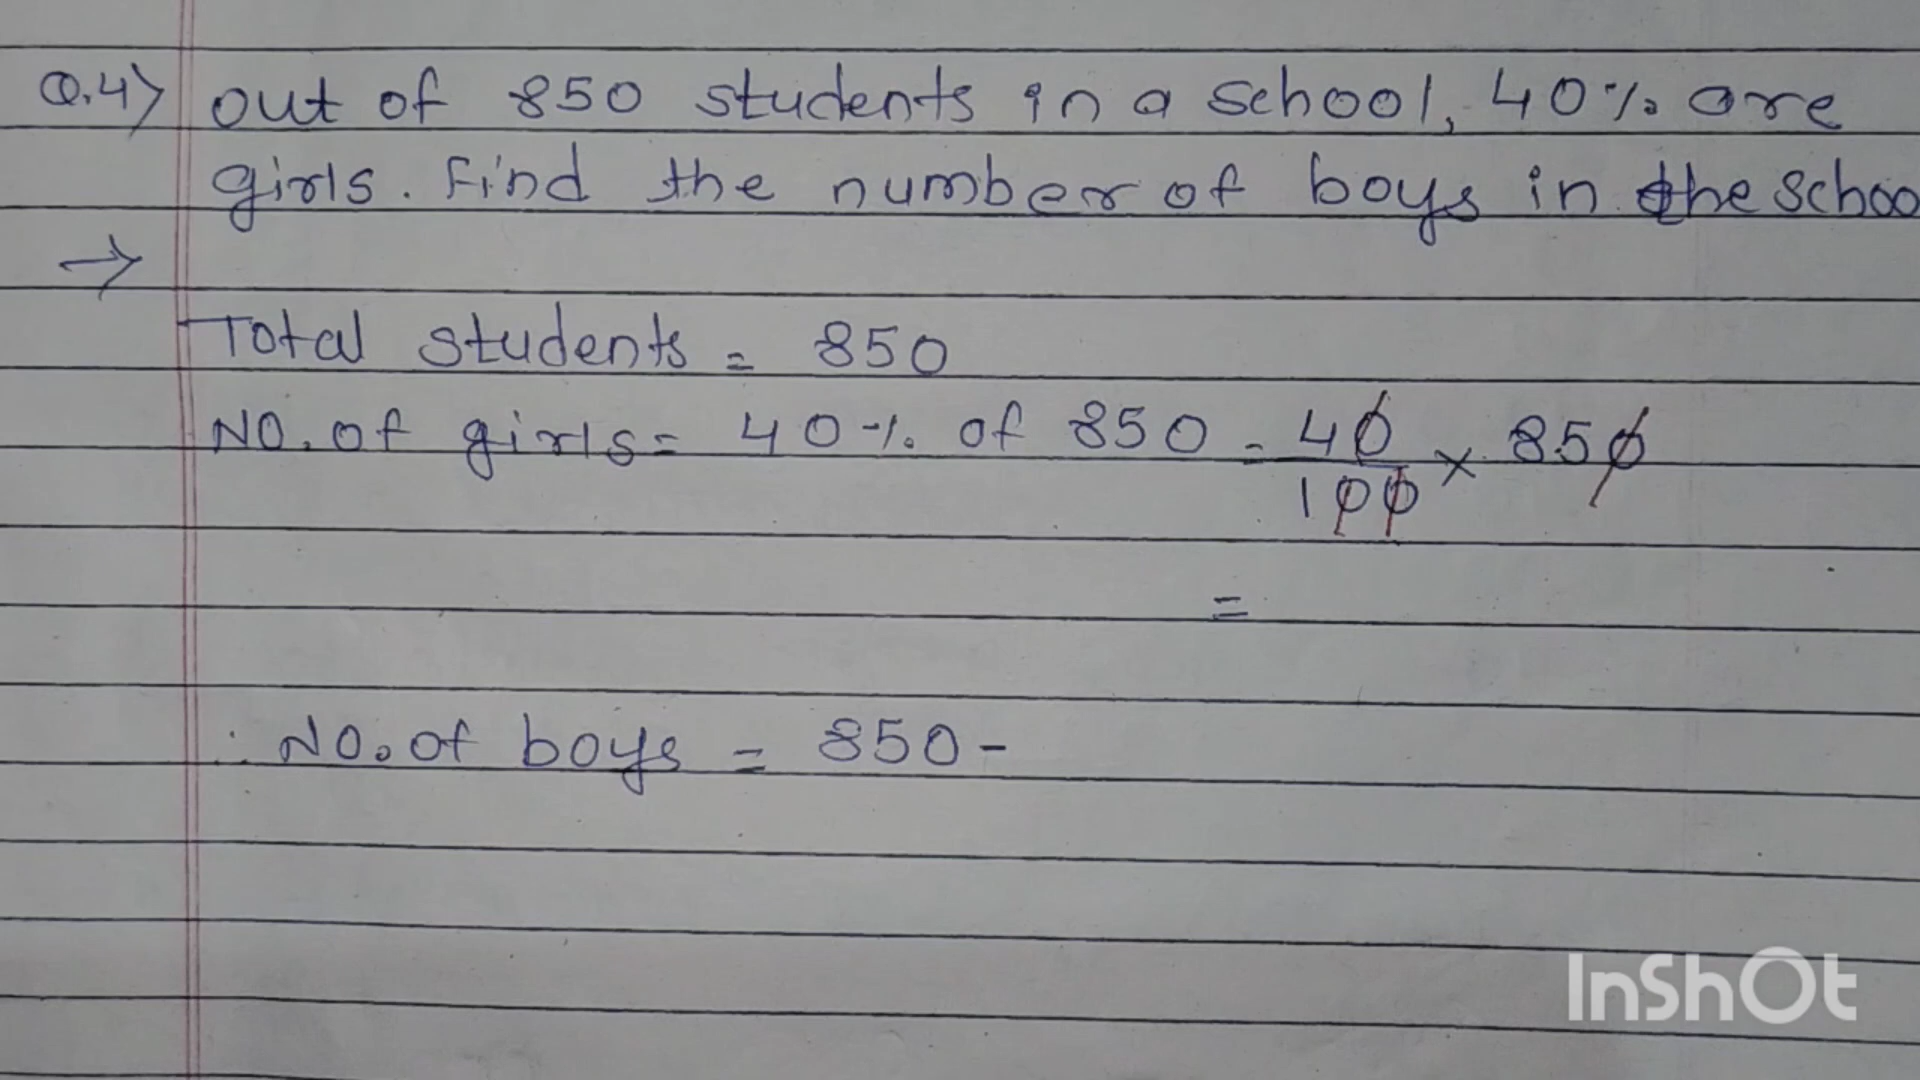 Q.4) out of 850 students in a school, 40% are
girls. Find the number of boys in the schoo
→
Total students = 850
NO. of girls = 40% of 850 = 40/100 × 850
=
∴ NO. of boys = 850 -
InShOt